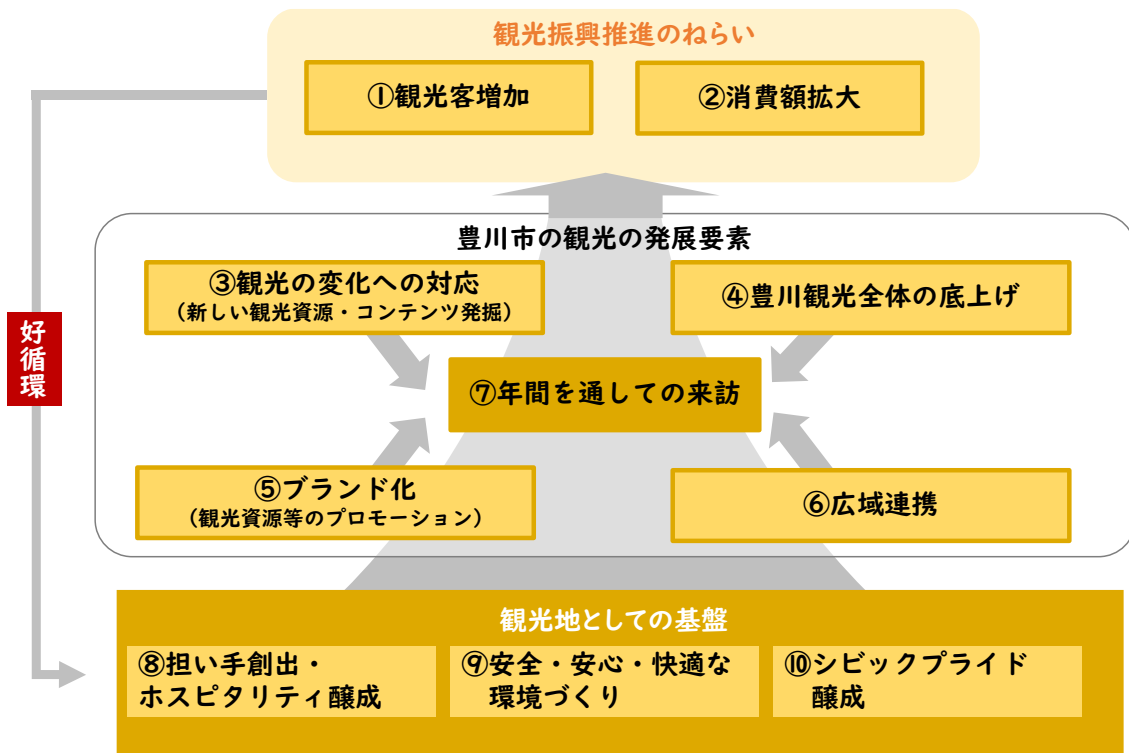 観光振興推進のねらい
①観光客増加
②消費額拡大
豊川市の観光の発展要素
③観光の変化への対応
(新しい観光資源・コンテンツ発掘)
④豊川観光全体の底上げ
好循環
⑦年間を通しての来訪
⑤ブランド化
(観光資源等のプロモーション)
⑥広域連携
観光地としての基盤
⑧担い手創出・
ホスピタリティ醸成
⑨安全・安心・快適な
環境づくり
⑩シビックプライド
醸成